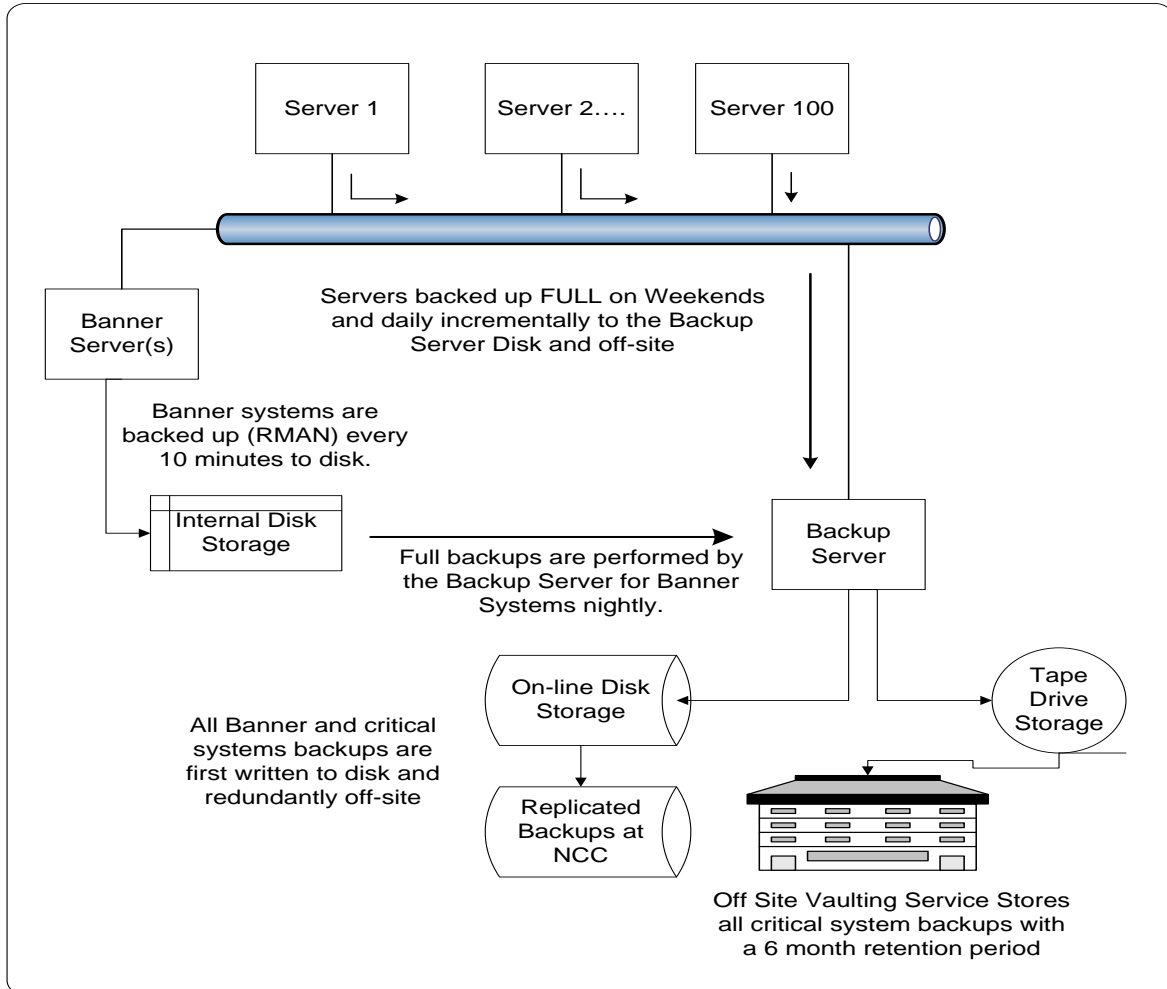 Server 1
Server 2….
Server 100
Servers backed up FULL on Weekends
and daily incrementally to the Backup
Server Disk and off-site
Banner
Server(s)
Banner systems are
backed up (RMAN) every
10 minutes to disk.
Internal Disk
Storage
Full backups are performed by
the Backup Server for Banner
Systems nightly.
Backup
Server
On-line Disk
Storage
Tape
Drive
Storage
All Banner and critical
systems backups are
first written to disk and
redundantly off-site
Replicated
Backups at
NCC
Off Site Vaulting Service Stores
all critical system backups with
a 6 month retention period